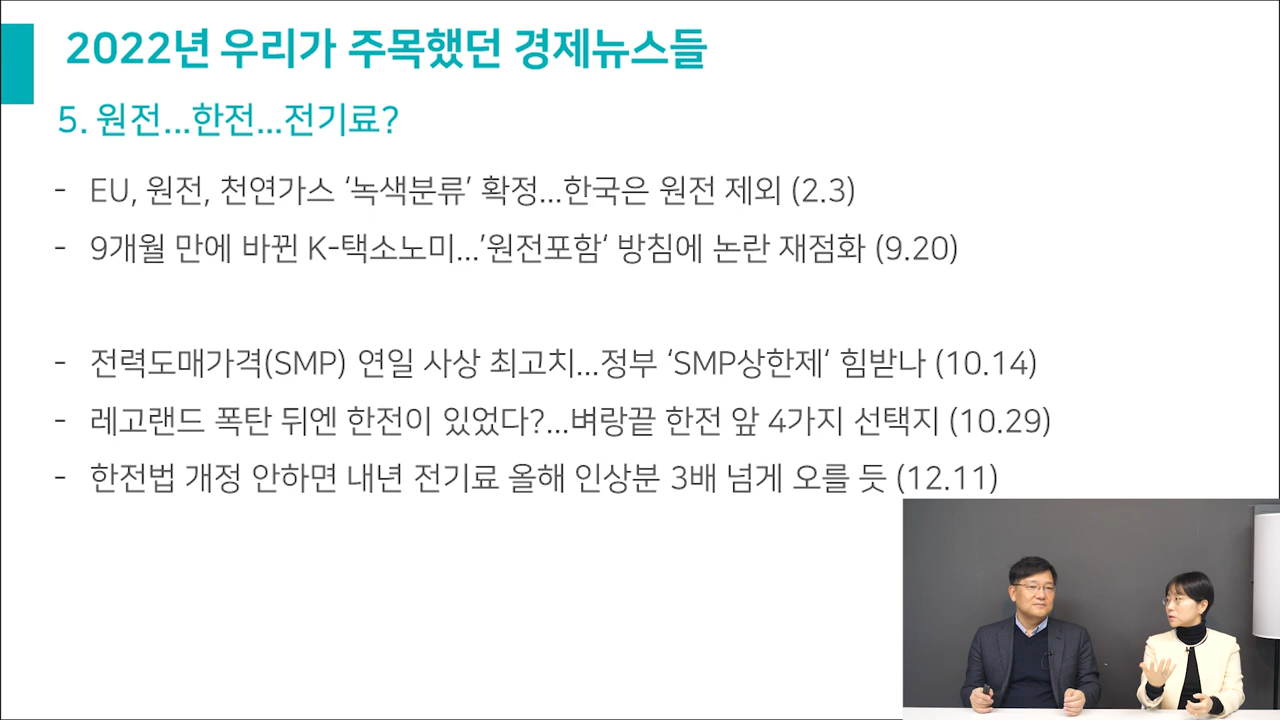 2022년 우리가 주목했던 경제뉴스들
5. 원전...한전...전기료?
- EU, 원전, 천연가스 ‘녹색분류’ 확정...한국은 원전 제외 (2.3)
- 9개월 만에 바뀐 K-택소노미...’원전포함‘ 방침에 논란 재점화 (9.20)
- 전력도매가격(SMP) 연일 사상 최고치...정부 ‘SMP상한제‘ 힘받나 (10.14)
- 레고랜드 폭탄 뒤엔 한전이 있었다?...벼랑끝 한전 앞 4가지 선택지 (10.29)
- 한전법 개정 안하면 내년 전기료 올해 인상분 3배 넘게 오를 듯 (12.11)